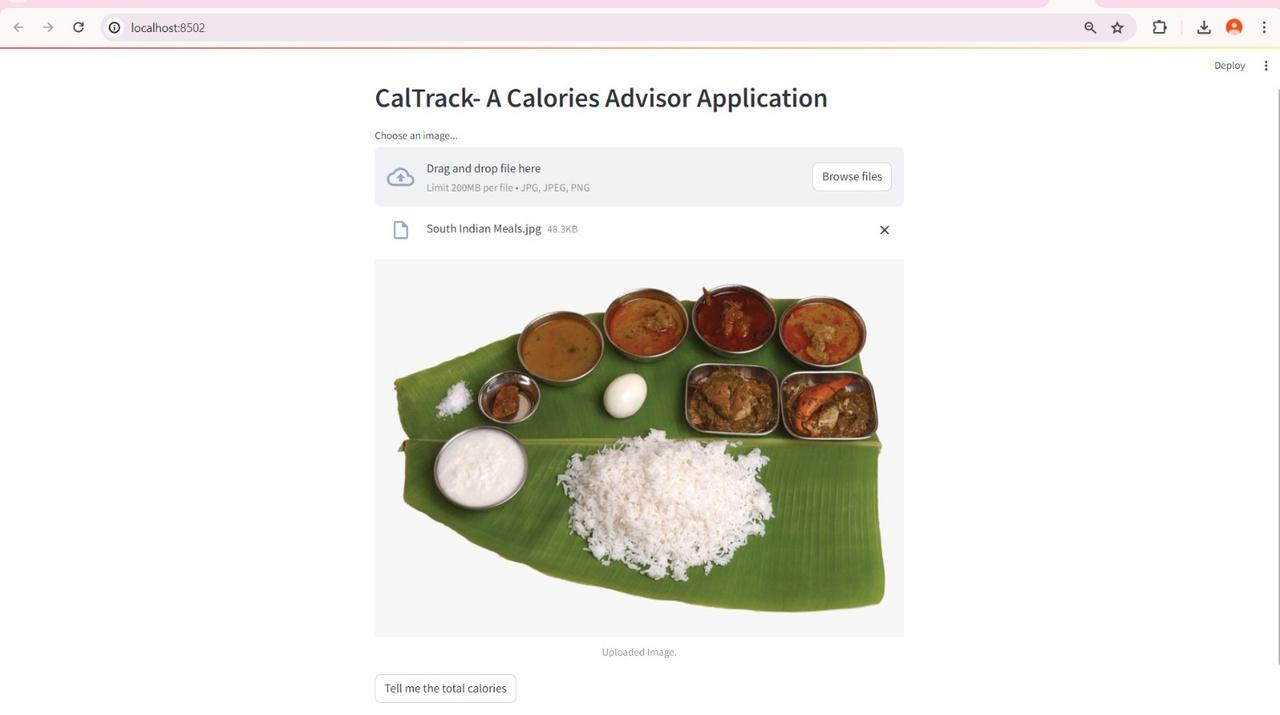 localhost:8502
Deploy
CalTrack- A Calories Advisor Application
Choose an image...
Drag and drop file here
Limit 200MB per file • JPG, JPEG, PNG
Browse files
South Indian Meals.jpg 48.3KB
Uploaded Image.
Tell me the total calories